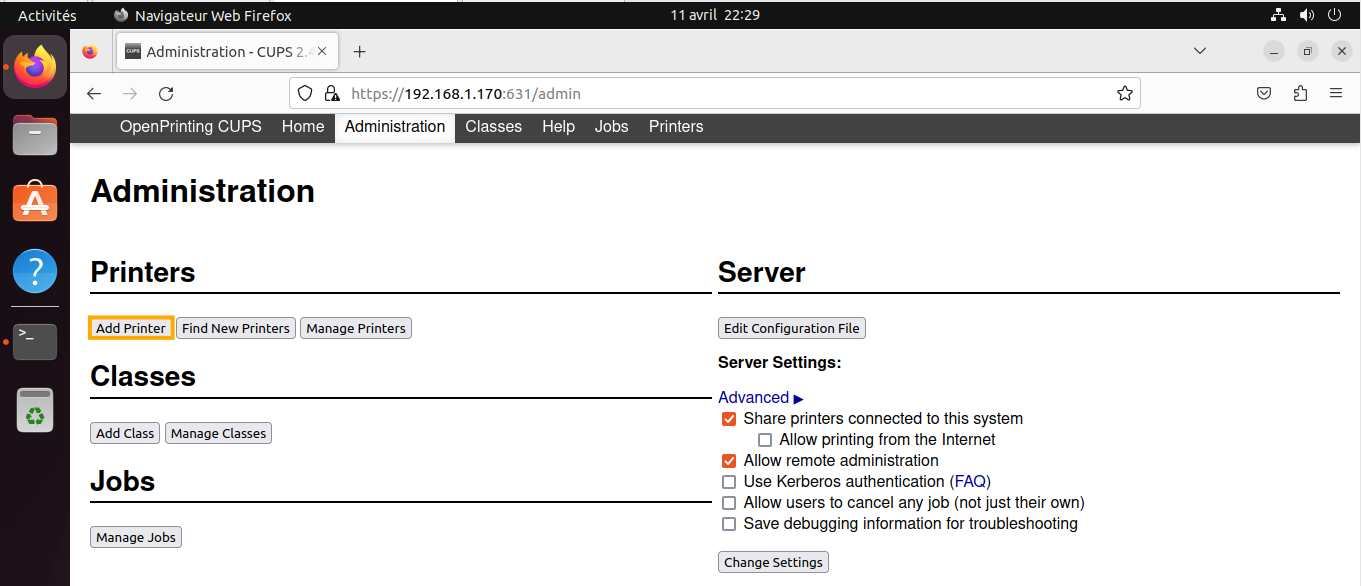 Activités Navigateur Web Firefox 11 avril 22:29
CUPS Administration - CUPS 2.4
https://192.168.1.170:631/admin
OpenPrinting CUPS Home Administration Classes Help Jobs Printers
Administration
Printers
Add Printer Find New Printers Manage Printers
Classes
Add Class Manage Classes
Jobs
Manage Jobs
Server
Edit Configuration File
Server Settings:
Advanced ▶
Share printers connected to this system
Allow printing from the Internet
Allow remote administration
Use Kerberos authentication (FAQ)
Allow users to cancel any job (not just their own)
Save debugging information for troubleshooting
Change Settings